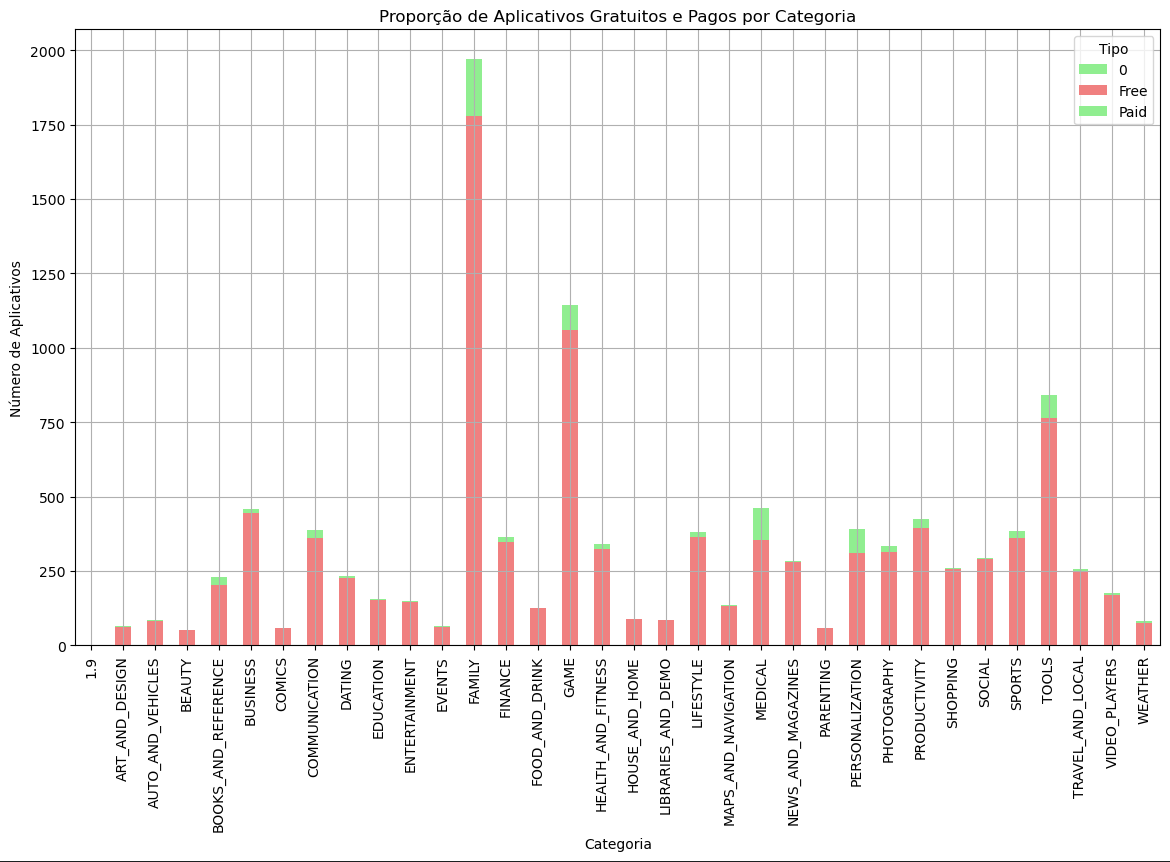 Proporção de Aplicativos Gratuitos e Pagos por Categoria
Tipo
0
Free
Paid
Número de Aplicativos
2000
1750
1500
1250
1000
750
500
250
0
1.9
ART_AND_DESIGN
AUTO_AND_VEHICLES
BEAUTY
BOOKS_AND_REFERENCE
BUSINESS
COMICS
COMMUNICATION
DATING
EDUCATION
ENTERTAINMENT
EVENTS
FAMILY
FINANCE
FOOD_AND_DRINK
GAME
HEALTH_AND_FITNESS
HOUSE_AND_HOME
LIBRARIES_AND_DEMO
LIFESTYLE
MAPS_AND_NAVIGATION
MEDICAL
NEWS_AND_MAGAZINES
PARENTING
PERSONALIZATION
PHOTOGRAPHY
PRODUCTIVITY
SHOPPING
SOCIAL
SPORTS
TOOLS
TRAVEL_AND_LOCAL
VIDEO_PLAYERS
WEATHER
Categoria